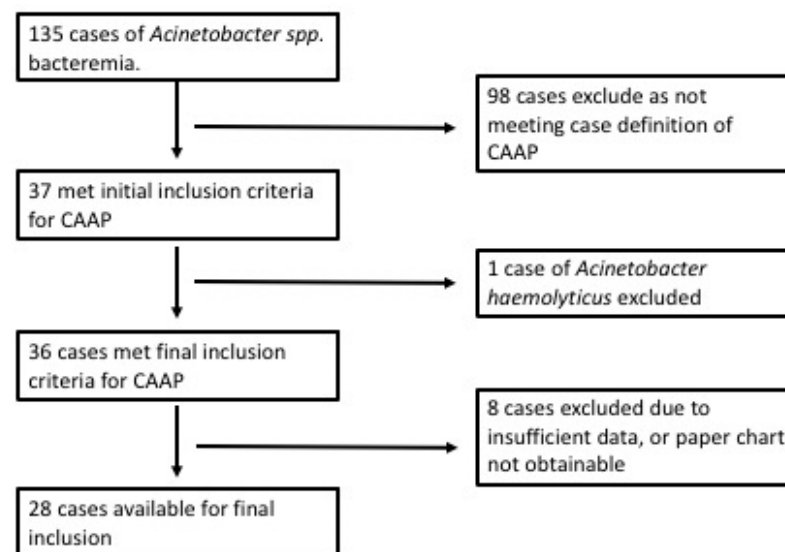 135 cases of Acinetobacter spp.
bacteremia.
98 cases exclude as not
meeting case definition of
CAAP
37 met initial inclusion criteria
for CAAP
1 case of Acinetobacter
haemolyticus excluded
36 cases met final inclusion
criteria for CAAP
8 cases excluded due to
insufficient data, or paper chart
not obtainable
28 cases available for final
inclusion